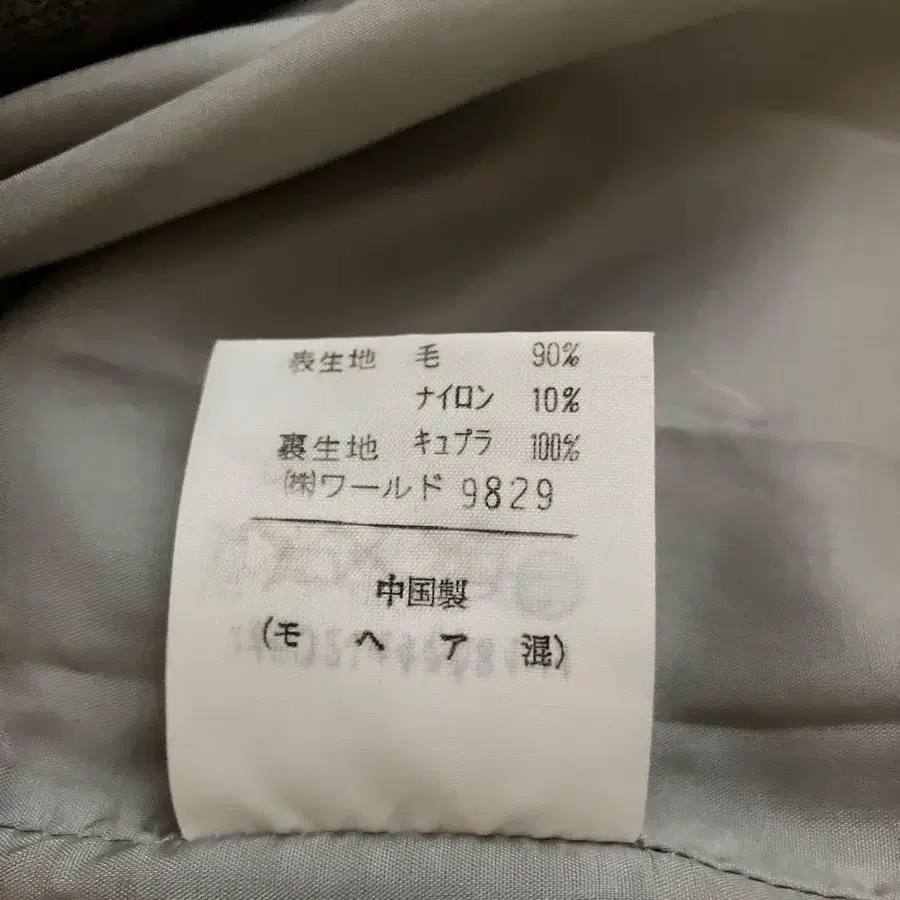 表生地 毛 90%
ナイロン 10%
裏生地 キュプラ 100%
㈱ワールド 9829
中国製
(モヘア混)